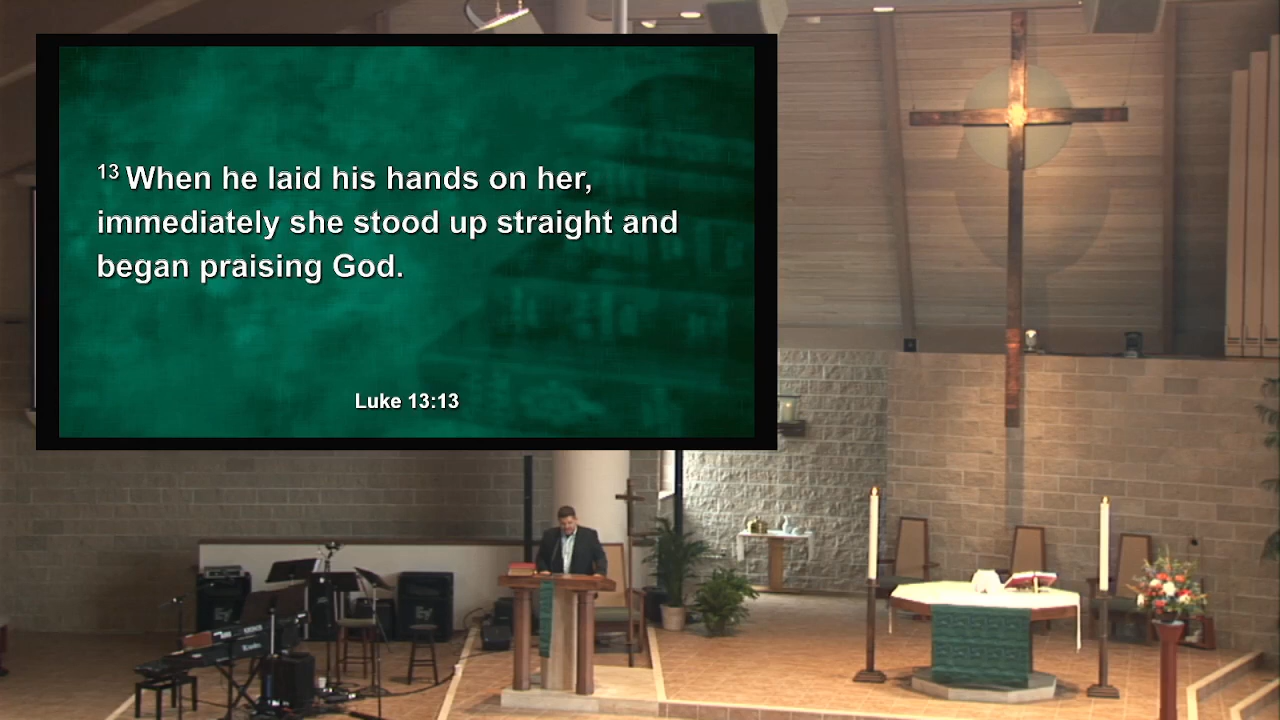 13 When he laid his hands on her,
immediately she stood up straight and
began praising God.
Luke 13:13